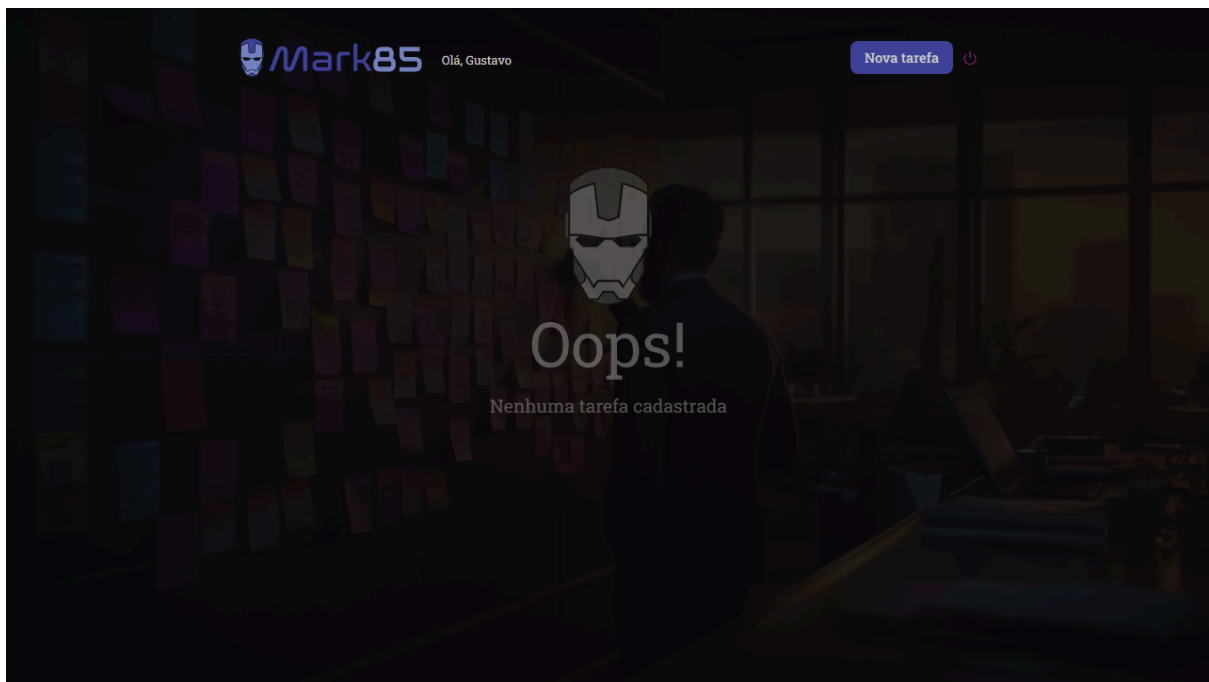 Mark85
Olá, Gustavo
Nova tarefa
Oops!
Nenhuma tarefa cadastrada